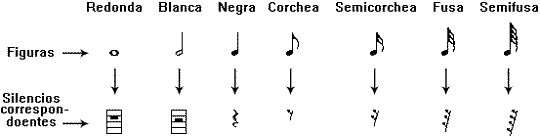 Redonda Blanca Negra Corchea Semicorchea Fusa Semifusa
Figuras
Silencios
correspon-
doentes